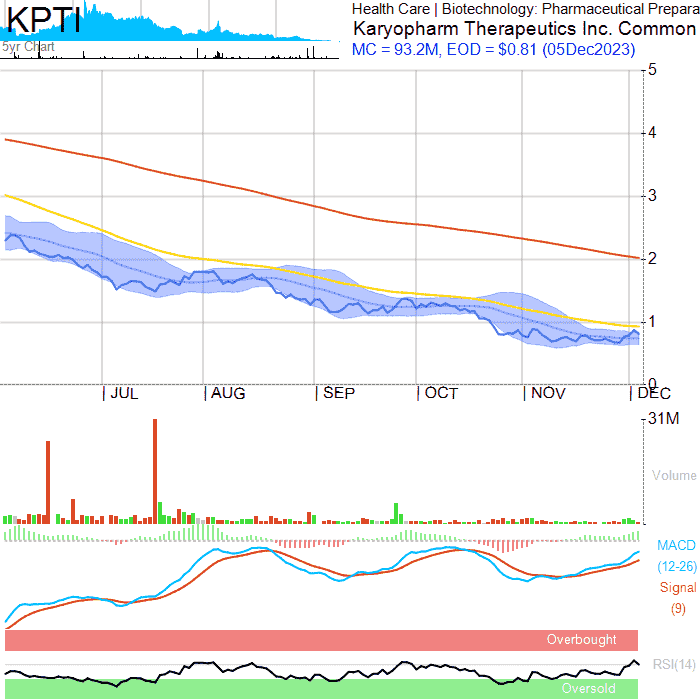 KPTI
5yr Chart
Health Care | Biotechnology: Pharmaceutical Prepara
Karyopharm Therapeutics Inc. Common
MC = 93.2M, EOD = $0.81 (05Dec2023)
5
4
3
2
1
0
JUL AUG SEP OCT NOV DEC
31M
Volume
MACD
(12-26)
Signal
(9)
Overbought
RSI(14)
Oversold